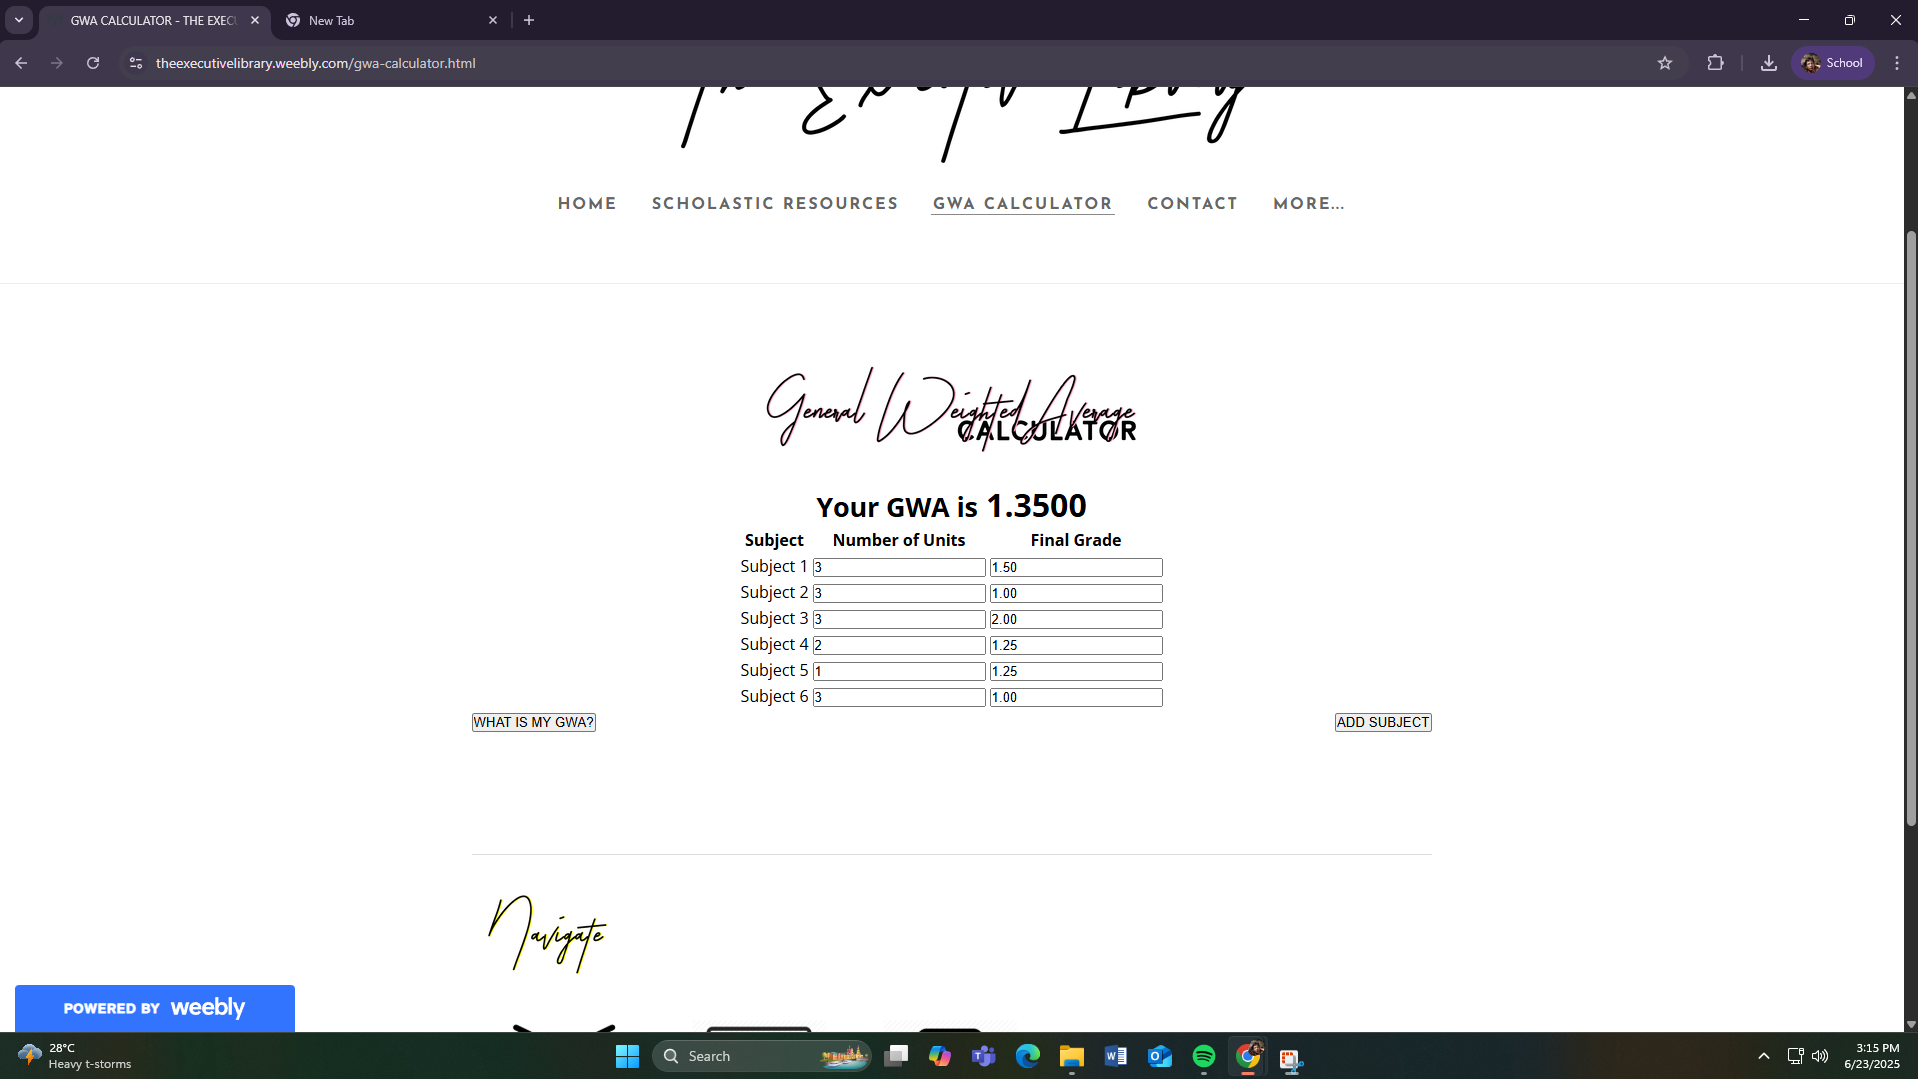 GWA CALCULATOR - THE EXECU
New Tab
theexecutivelibrary.weebly.com/gwa-calculator.html
School
HOME
SCHOLASTIC RESOURCES
GWA CALCULATOR
CONTACT
MORE...
General Weighted Average
CALCULATOR
Your GWA is 1.3500
Subject Number of Units Final Grade
Subject 1 3 1.50
Subject 2 3 1.00
Subject 3 3 2.00
Subject 4 2 1.25
Subject 5 1 1.25
Subject 6 3 1.00
WHAT IS MY GWA?
ADD SUBJECT
Navigate
POWERED BY weebly
28°C
Heavy t-storms
Search
3:15 PM
6/23/2025